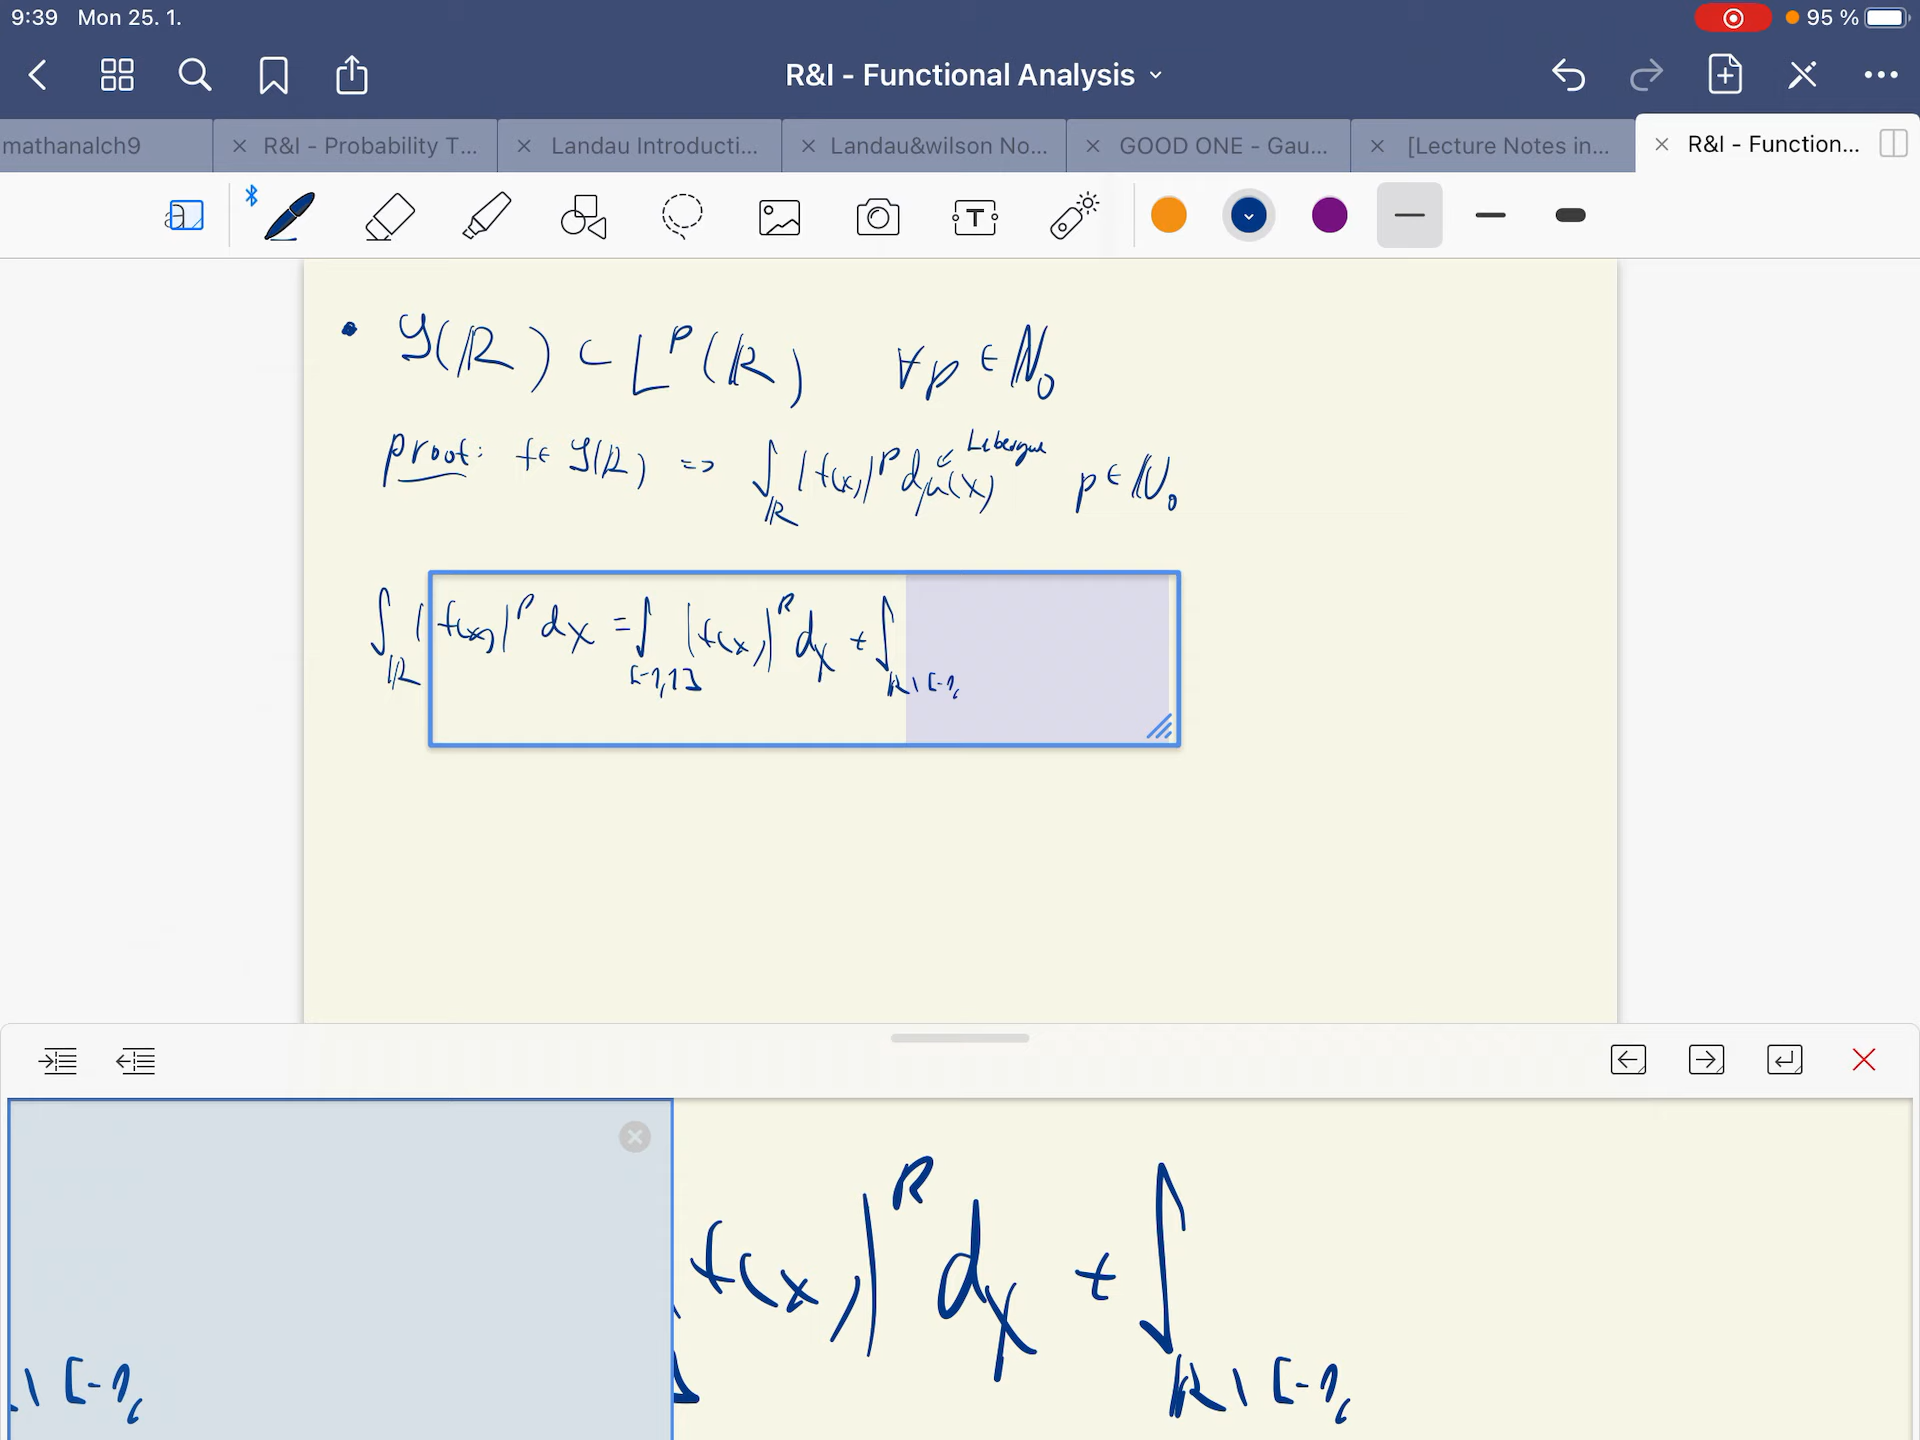 9:39 Mon 25. 1. 95 %
R&I - Functional Analysis
mathanalch9 R&I - Probability T... Landau Introducti... Landau&wilson No... GOOD ONE - Gau... [Lecture Notes in... R&I - Function...
• 𝒮(ℝ) ⊂ L^p(ℝ) ∀p ∈ ℕ₀
proof: f ∈ 𝒮(ℝ) => ∫_ℝ |f(x)|^p dμ(x) ↙ Lebesgue p ∈ ℕ₀
∫_ℝ |f(x)|^p dx = ∫_[-1,1] |f(x)|^p dx + ∫_ℝ\[-1,
\ [-1, f(x)|^p dx + ∫_ℝ\[-1,